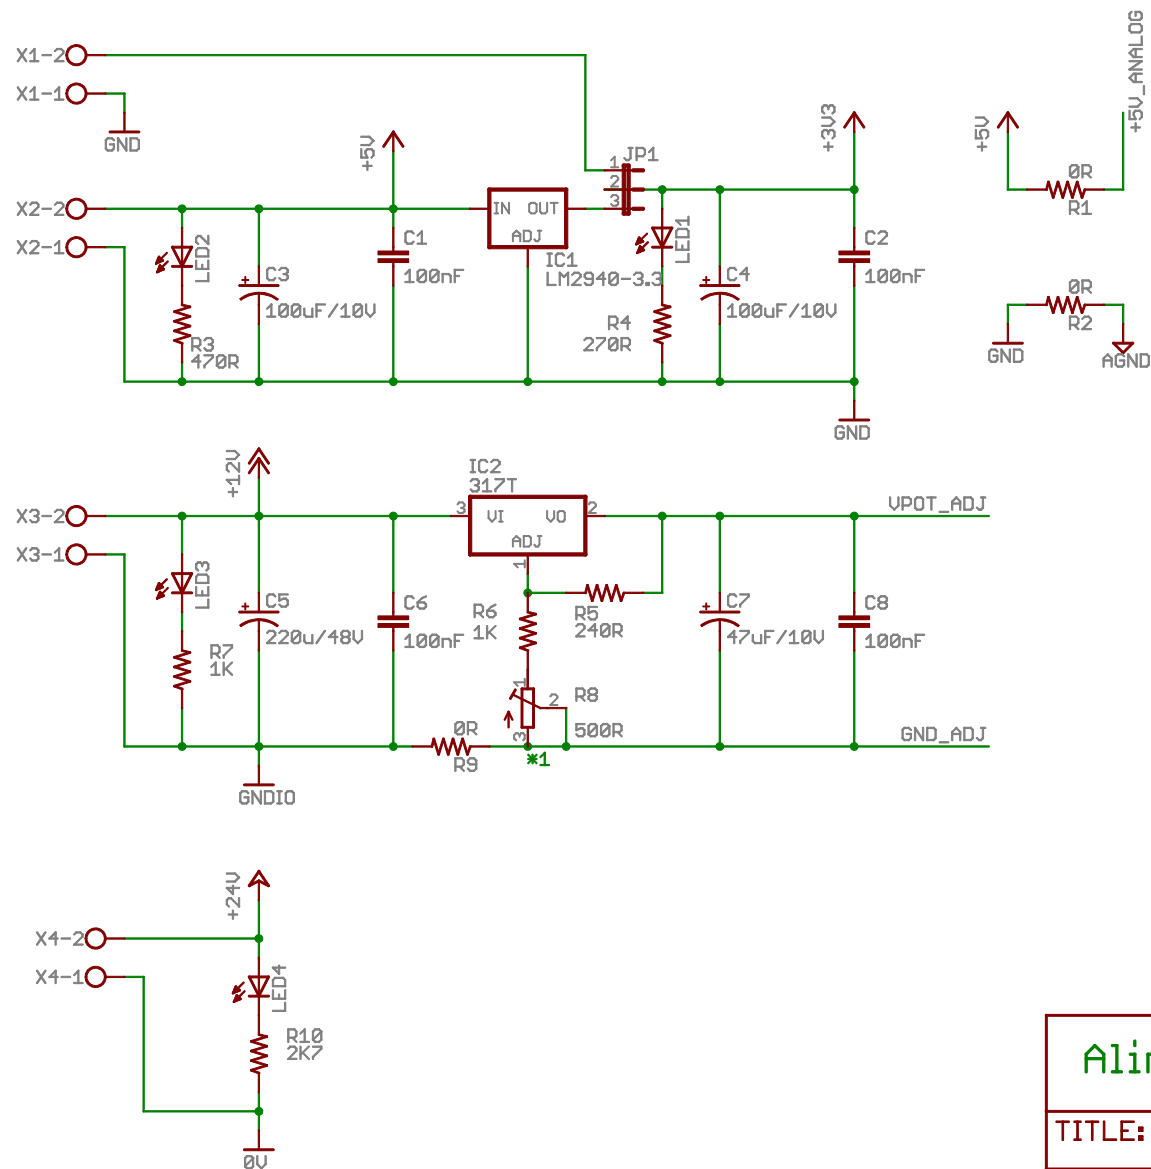 X1-2
X1-1
GND
+5V
JP1
1
2
3
+3V3
+5V
+5V_ANALOG
0R
R1
X2-2
X2-1
LED2
C3
100uF/10V
R3
470R
C1
100nF
IN OUT
ADJ
IC1
LM2940-3.3
LED1
R4
270R
C4
100uF/10V
C2
100nF
GND
0R
R2
GND
AGND
+12V
IC2
317T
3
VI VO
2
ADJ
1
VPOT_ADJ
X3-2
X3-1
LED3
R7
1K
C5
220u/48V
C6
100nF
R6
1K
R5
240R
C7
47uF/10V
C8
100nF
1
2
3
R8
500R
0R
R9
*1
GND_ADJ
GNDIO
+24V
X4-2
X4-1
LED4
R10
2K7
0V
TITLE: